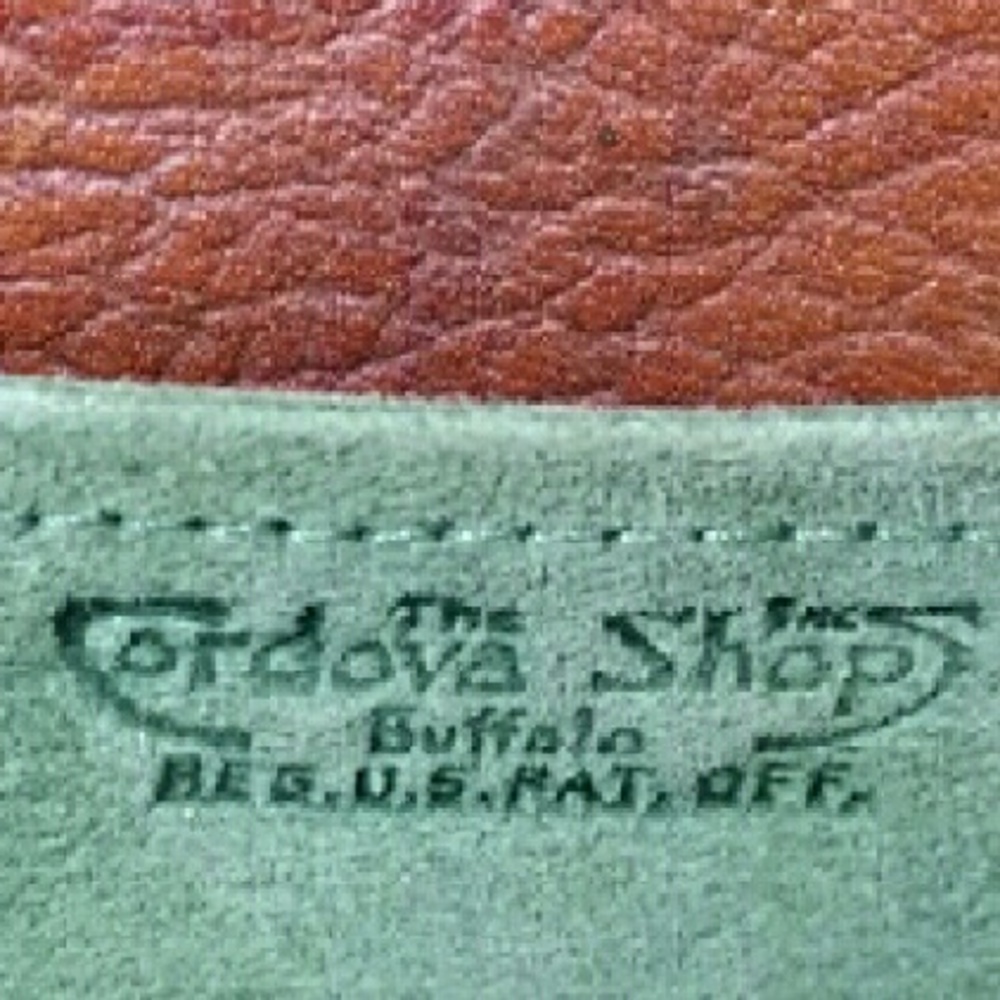 THE
Cordova Shop INC
Buffalo
REG. U.S. PAT. OFF.